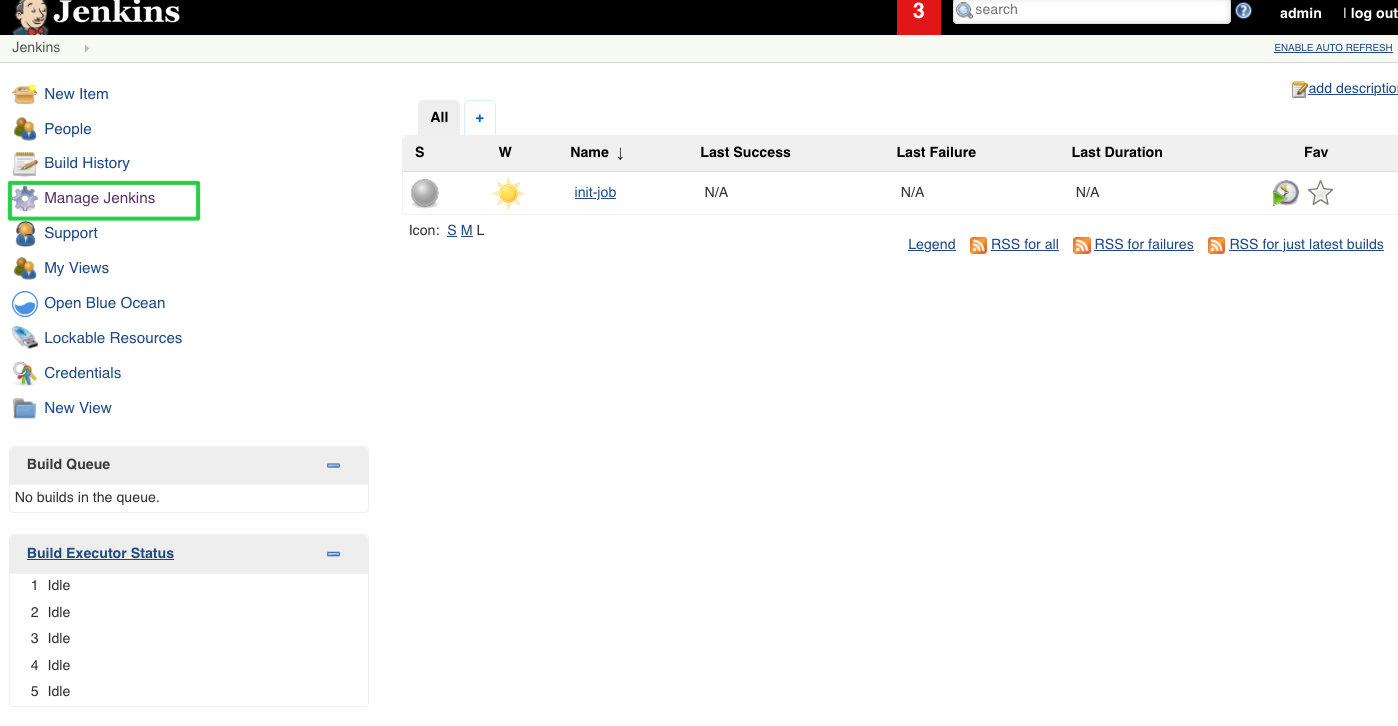 Jenkins
3
search
admin
| log out
Jenkins
ENABLE AUTO REFRESH
New Item
People
Build History
Manage Jenkins
Support
My Views
Open Blue Ocean
Lockable Resources
Credentials
New View
Build Queue
No builds in the queue.
Build Executor Status
1 Idle
2 Idle
3 Idle
4 Idle
5 Idle
add descriptio
All +
S W Name ↓ Last Success Last Failure Last Duration Fav
init-job N/A N/A N/A
Icon: S M L
Legend RSS for all RSS for failures RSS for just latest builds